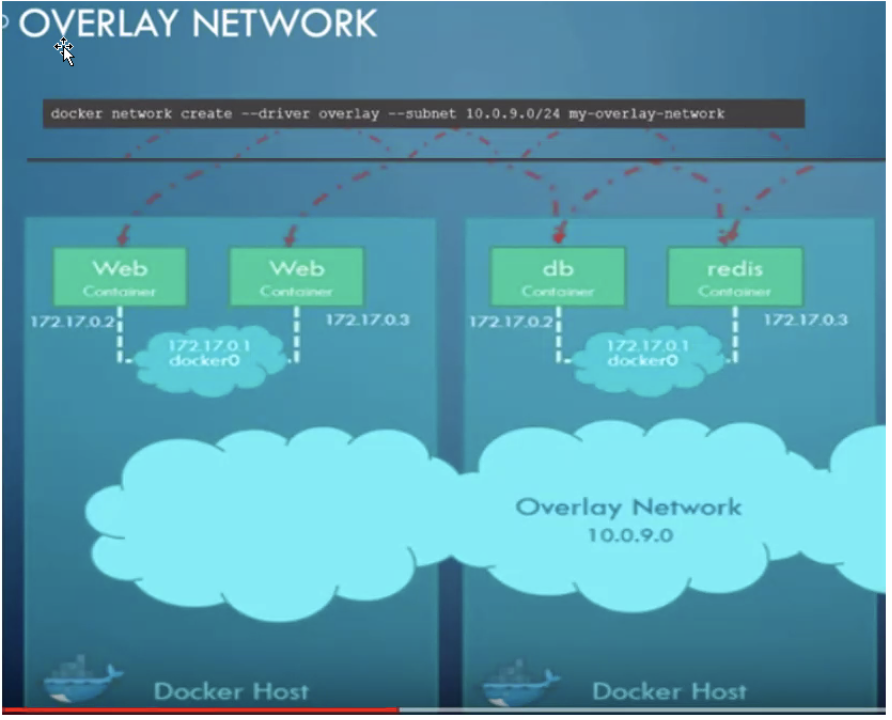 OVERLAY NETWORK
docker network create --driver overlay --subnet 10.0.9.0/24 my-overlay-network
Web
Container
Web
Container
172.17.0.2
172.17.0.3
172.17.0.1
docker0
db
Container
redis
Container
172.17.0.2
172.17.0.3
172.17.0.1
docker0
Overlay Network
10.0.9.0
Docker Host
Docker Host